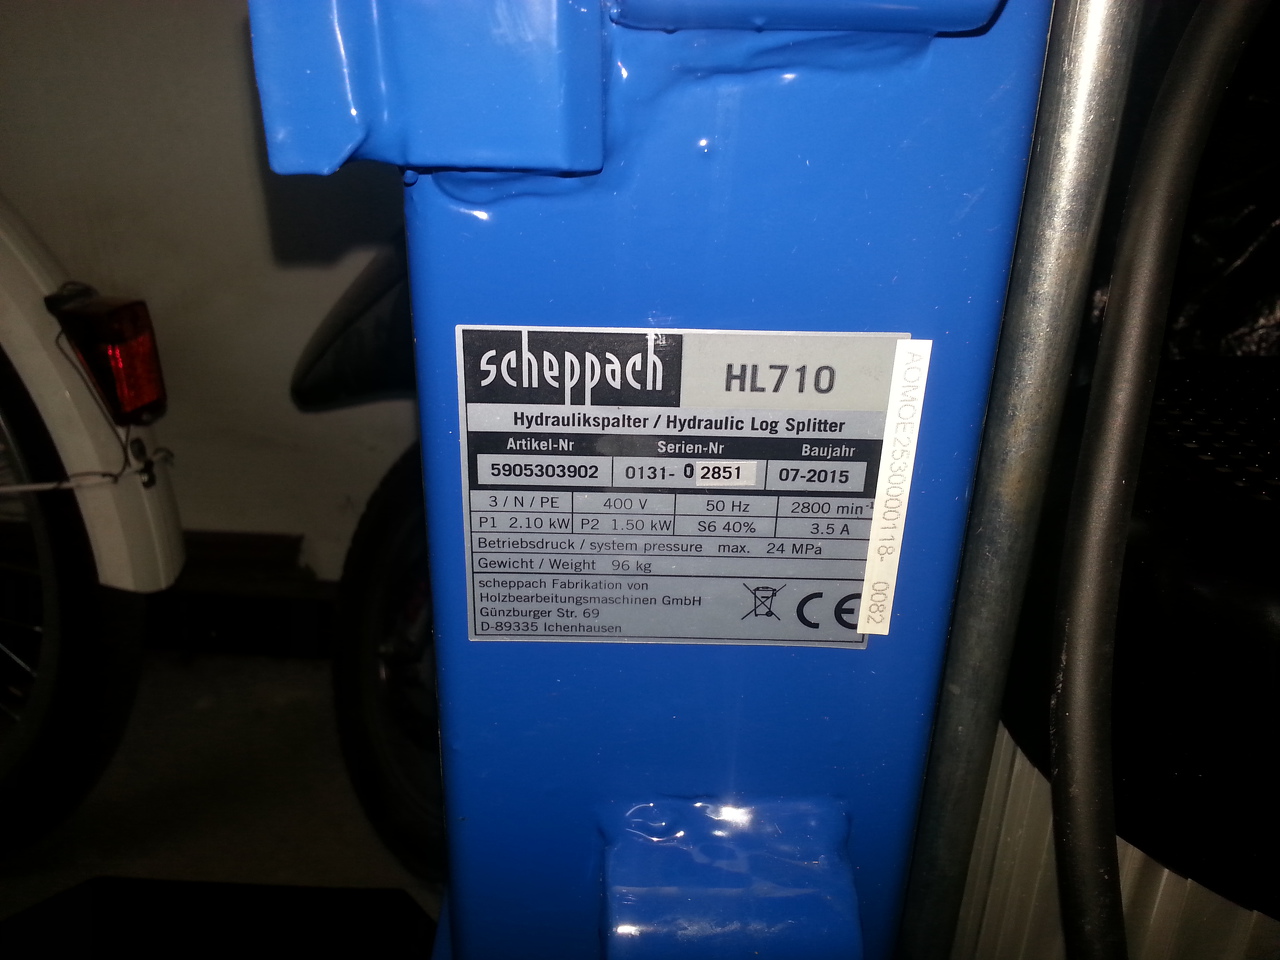 scheppach HL710
Hydraulikspalter / Hydraulic Log Splitter
Artikel-Nr Serien-Nr Baujahr
5905303902 0131- 0 2851 07-2015
3 / N / PE 400 V 50 Hz 2800 min⁻¹
P1 2.10 kW P2 1.50 kW S6 40% 3.5 A
Betriebsdruck / system pressure max. 24 MPa
Gewicht / Weight 96 kg
scheppach Fabrikation von
Holzbearbeitungsmaschinen GmbH
Günzburger Str. 69
D-89335 Ichenhausen
CE
AOMOE2530000118- 0082